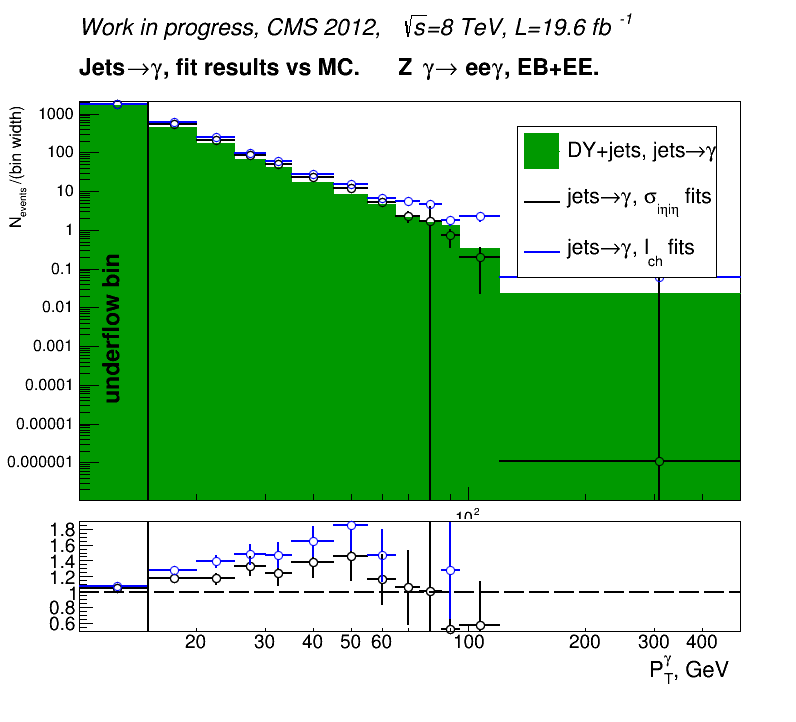 Work in progress, CMS 2012, √s=8 TeV, L=19.6 fb⁻¹
Jets→γ, fit results vs MC. Z γ→ eeγ, EB+EE.
N_events /(bin width)
1000
100
10
1
0.1
0.01
0.001
0.0001
0.00001
0.000001
underflow bin
DY+jets, jets→γ
jets→γ, σ_iηiη fits
jets→γ, I_ch fits
10²
1.8
1.6
1.4
1.2
1
0.8
0.6
20 30 40 50 60 100 200 300 400
P_T^γ, GeV